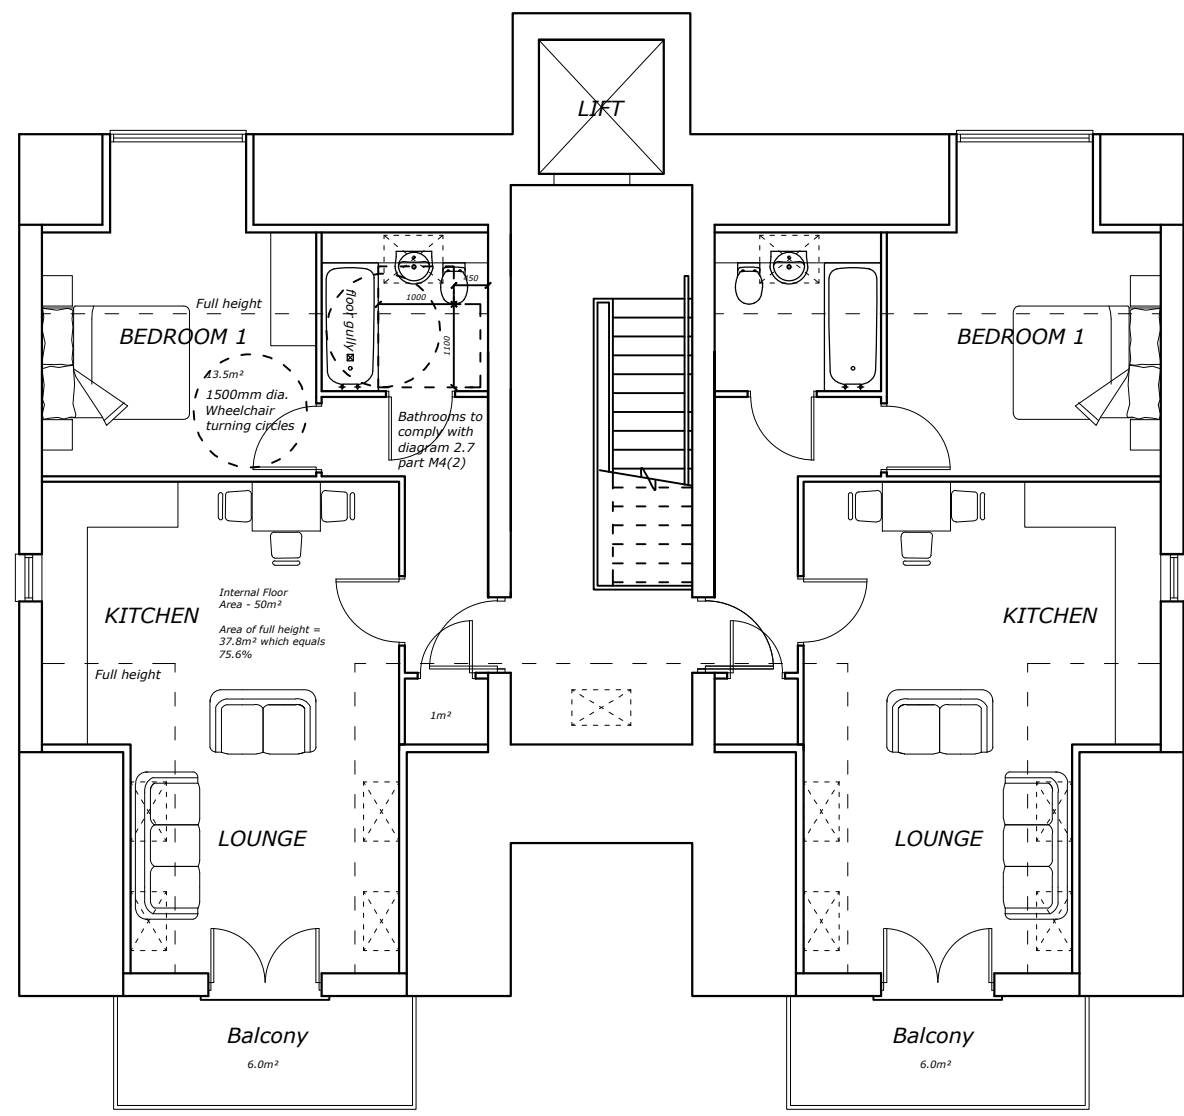 LIFT
Full height
BEDROOM 1
13.5m²
1500mm dia.
Wheelchair
turning circles
floor gully
450
1000
1100
Bathrooms to
comply with
diagram 2.7
part M4(2)
BEDROOM 1
KITCHEN
Internal Floor
Area - 50m²
Area of full height =
37.8m² which equals
75.6%
Full height
1m²
KITCHEN
LOUNGE
LOUNGE
Balcony
6.0m²
Balcony
6.0m²